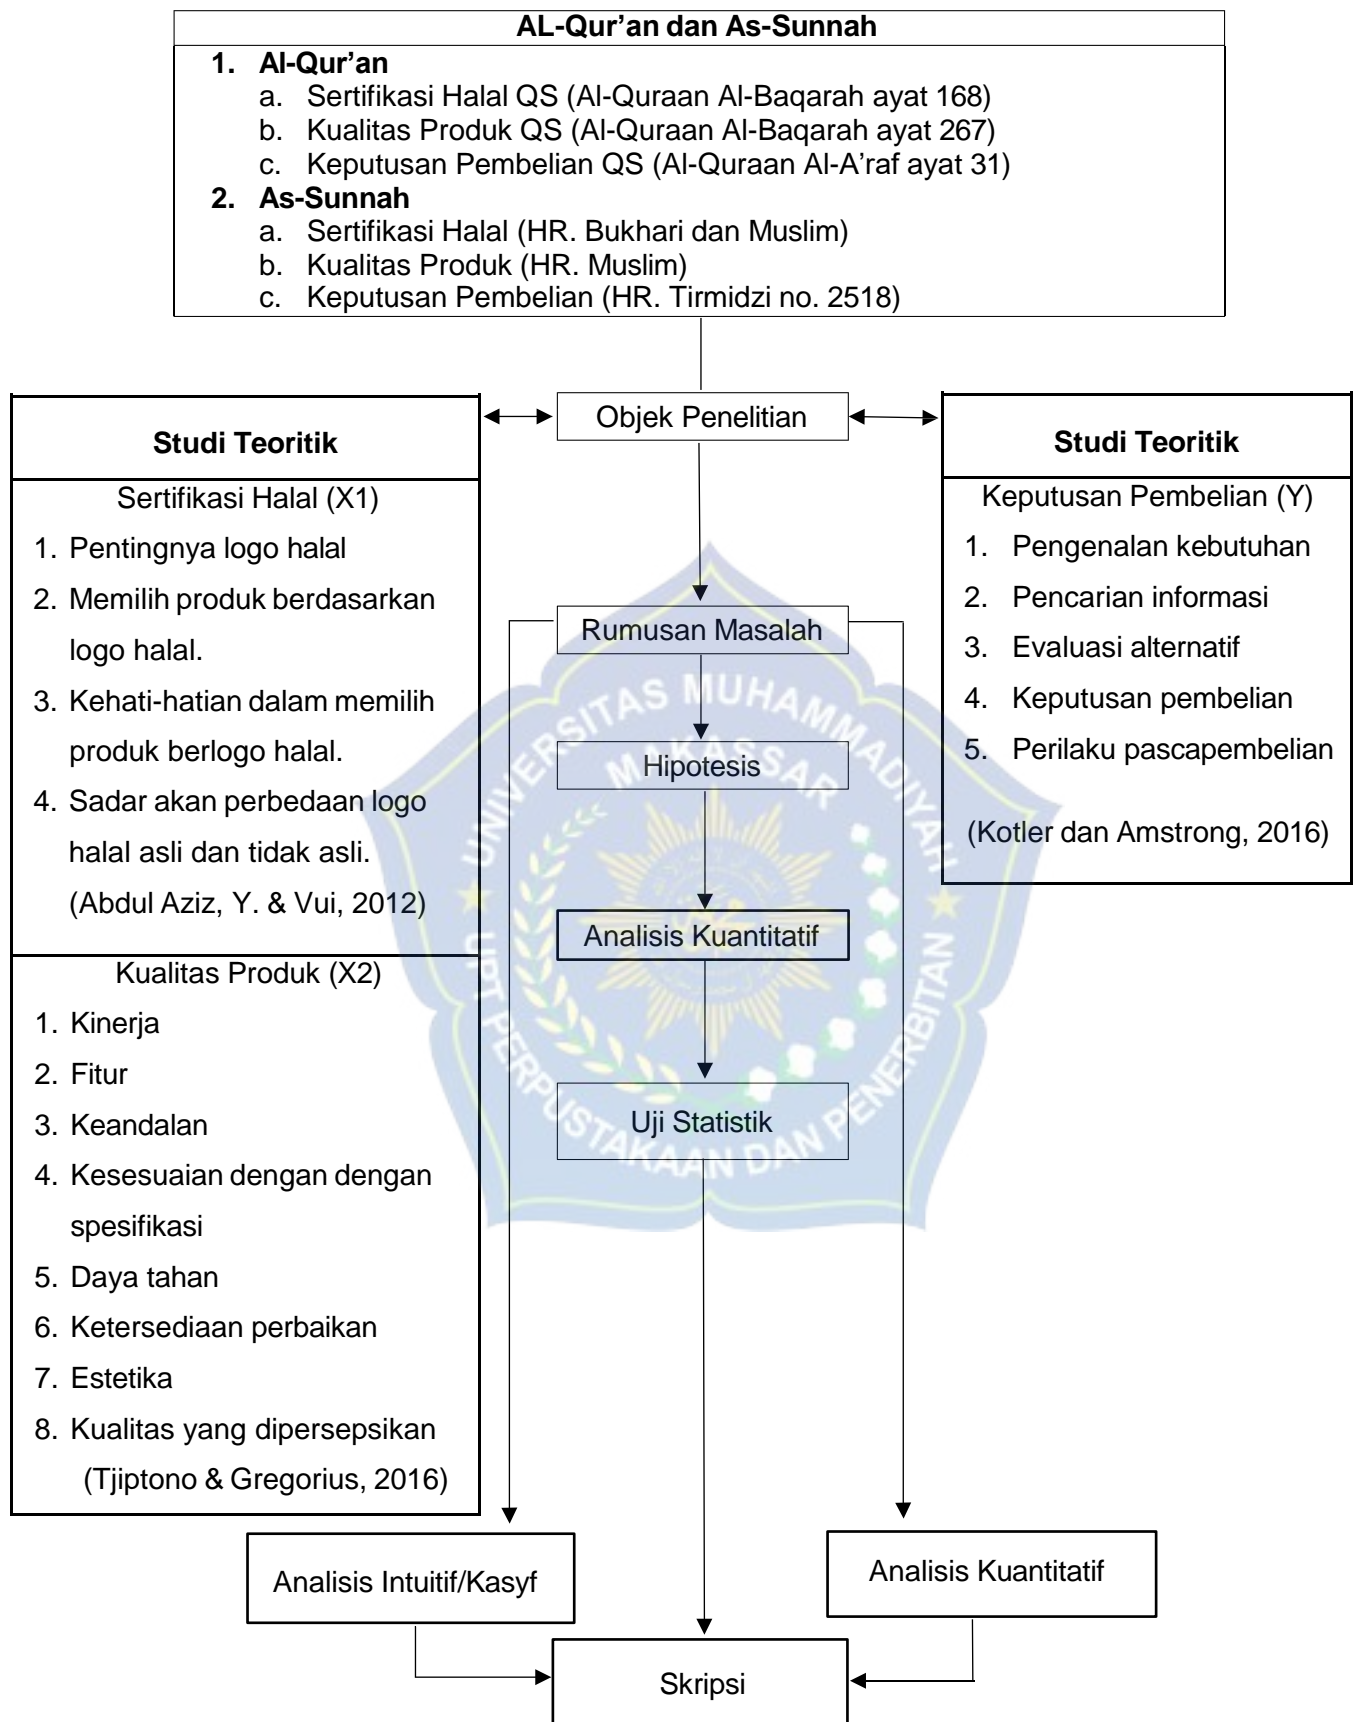 AL-Qur’an dan As-Sunnah
1. Al-Qur’an
a. Sertifikasi Halal QS (Al-Quraan Al-Baqarah ayat 168)
b. Kualitas Produk QS (Al-Quraan Al-Baqarah ayat 267)
c. Keputusan Pembelian QS (Al-Quraan Al-A’raf ayat 31)
2. As-Sunnah
a. Sertifikasi Halal (HR. Bukhari dan Muslim)
b. Kualitas Produk (HR. Muslim)
c. Keputusan Pembelian (HR. Tirmidzi no. 2518)
Studi Teoritik
Sertifikasi Halal (X1)
1. Pentingnya logo halal
2. Memilih produk berdasarkan
logo halal.
3. Kehati-hatian dalam memilih
produk berlogo halal.
4. Sadar akan perbedaan logo
halal asli dan tidak asli.
(Abdul Aziz, Y. & Vui, 2012)
Kualitas Produk (X2)
1. Kinerja
2. Fitur
3. Keandalan
4. Kesesuaian dengan dengan
spesifikasi
5. Daya tahan
6. Ketersediaan perbaikan
7. Estetika
8. Kualitas yang dipersepsikan
(Tjiptono & Gregorius, 2016)
Objek Penelitian
Rumusan Masalah
Hipotesis
Analisis Kuantitatif
Uji Statistik
Studi Teoritik
Keputusan Pembelian (Y)
1. Pengenalan kebutuhan
2. Pencarian informasi
3. Evaluasi alternatif
4. Keputusan pembelian
5. Perilaku pascapembelian
(Kotler dan Amstrong, 2016)
Analisis Intuitif/Kasyf
Analisis Kuantitatif
Skripsi
UNIVERSITAS MUHAMMADIYAH
MAKASSAR
UPT PERPUSTAKAAN DAN PENERBITAN